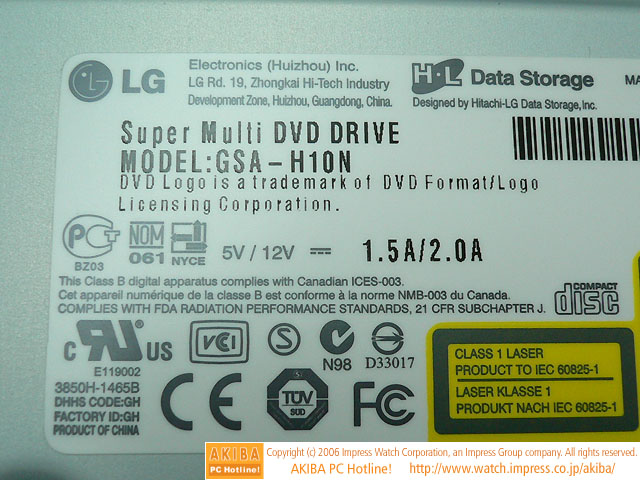 LG
Electronics (Huizhou) Inc.
LG Rd. 19, Zhongkai Hi-Tech Industry
Development Zone, Huizhou, Guangdong, China.
H·L Data Storage
Designed by Hitachi-LG Data Storage, Inc.
MA
Super Multi DVD DRIVE
MODEL:GSA-H10N
DVD Logo is a trademark of DVD Format/Logo
Licensing Corporation.
PCT
BZ03
NOM
061
NYCE
5V / 12V
1.5A/2.0A
This Class B digital apparatus complies with Canadian ICES-003.
Cet appareil numérique de la classe B est conforme à la norme NMB-003 du Canada.
COMPLIES WITH FDA RADIATION PERFORMANCE STANDARDS, 21 CFR SUBCHAPTER J.
COMPACT
disc
c RU US
E119002
VCI
S
N98
D33017
3850H-1465B
DHHS CODE:GH
FACTORY ID:GH
PRODUCT OF CHINA
CE
TÜV
SÜD
FC
CLASS 1 LASER
PRODUCT TO IEC 60825-1
LASER KLASSE 1
PRODUKT NACH IEC 60825-1
AKIBA
PC Hotline!
Copyright (c) 2006 Impress Watch Corporation, an Impress Group company. All rights reserved.
AKIBA PC Hotline! http://www.watch.impress.co.jp/akiba/